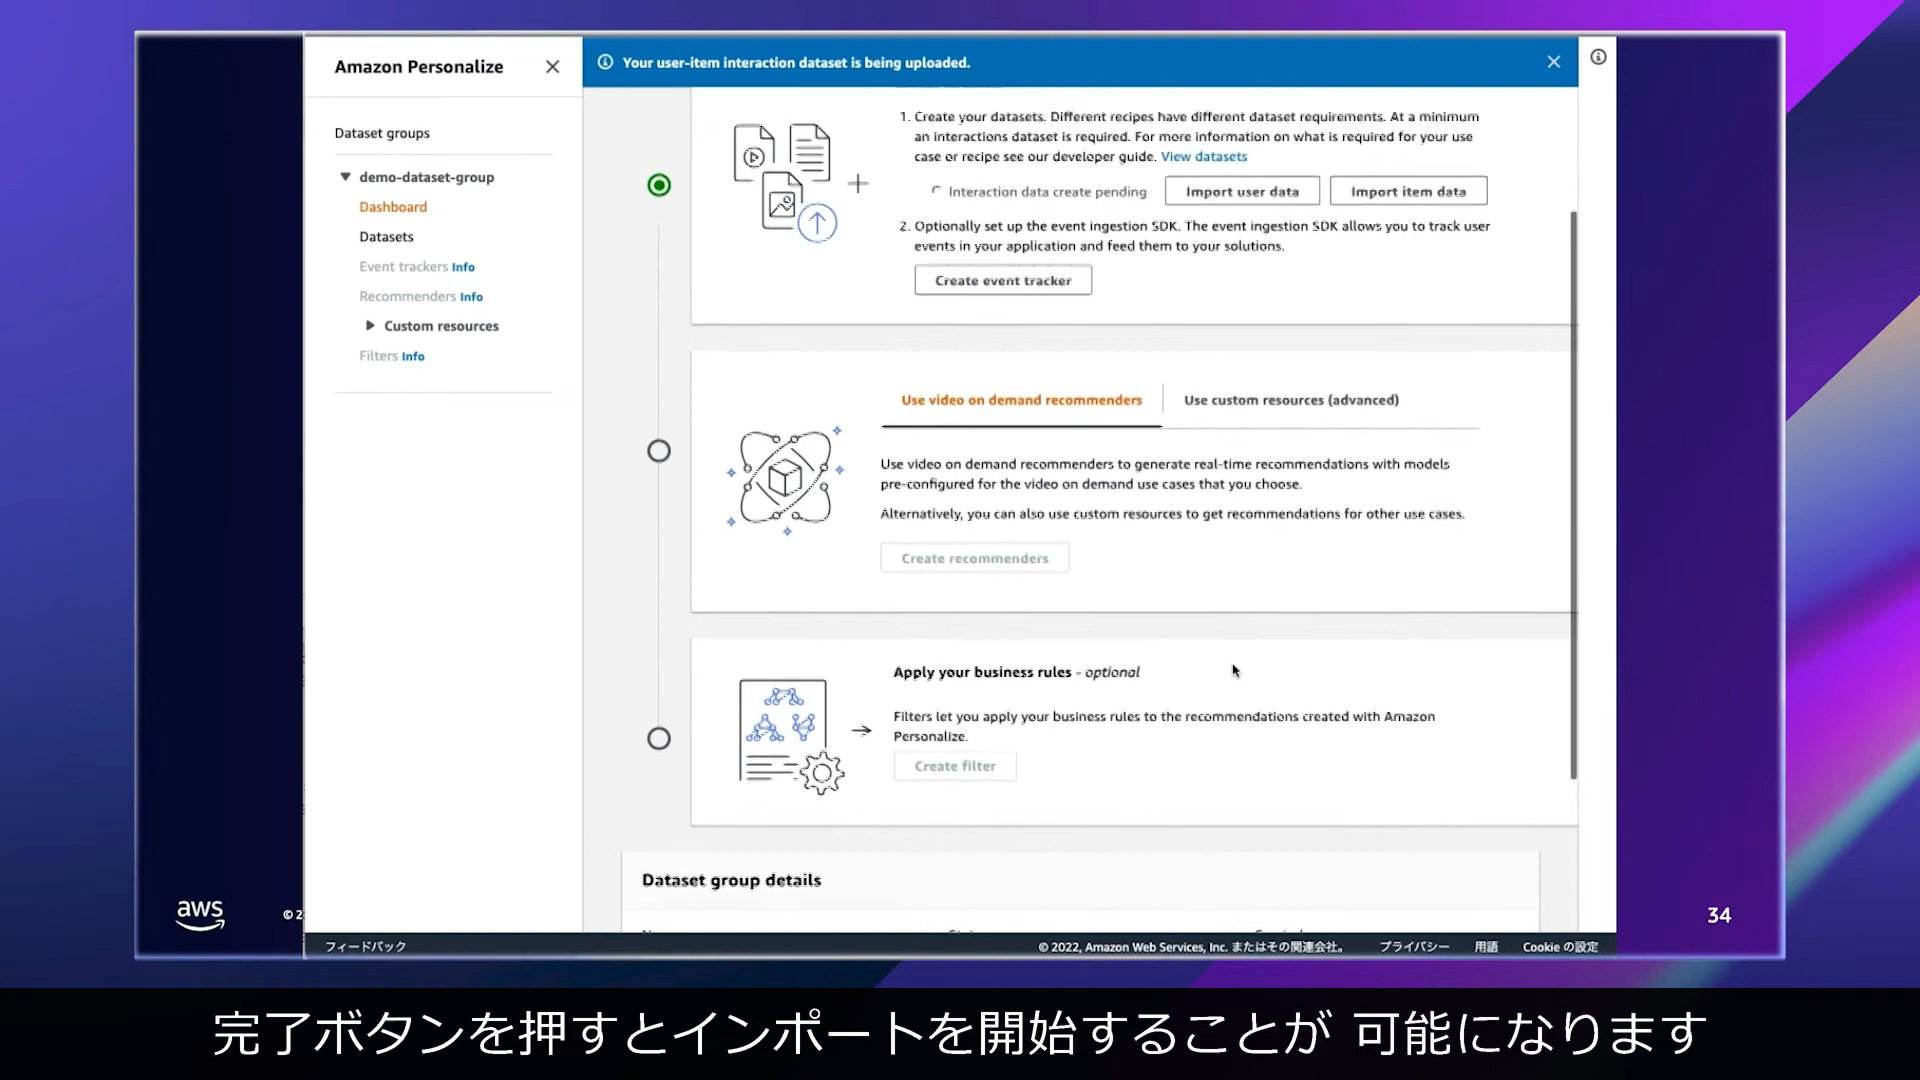 Amazon Personalize
Your user-item interaction dataset is being uploaded.
Dataset groups
demo-dataset-group
Dashboard
Datasets
Event trackers Info
Recommenders Info
Custom resources
Filters Info
1. Create your datasets. Different recipes have different dataset requirements. At a minimum
an interactions dataset is required. For more information on what is required for your use
case or recipe see our developer guide. View datasets
Interaction data create pending
Import user data
Import item data
2. Optionally set up the event ingestion SDK. The event ingestion SDK allows you to track user
events in your application and feed them to your solutions.
Create event tracker
Use video on demand recommenders
Use custom resources (advanced)
Use video on demand recommenders to generate real-time recommendations with models
pre-configured for the video on demand use cases that you choose.
Alternatively, you can also use custom resources to get recommendations for other use cases.
Create recommenders
Apply your business rules - optional
Filters let you apply your business rules to the recommendations created with Amazon
Personalize.
Create filter
Dataset group details
aws
© 2
34
フィードバック
© 2022, Amazon Web Services, Inc. またはその関連会社。
プライバシー
用語
Cookie の設定
完了ボタンを押すとインポートを開始することが 可能になります